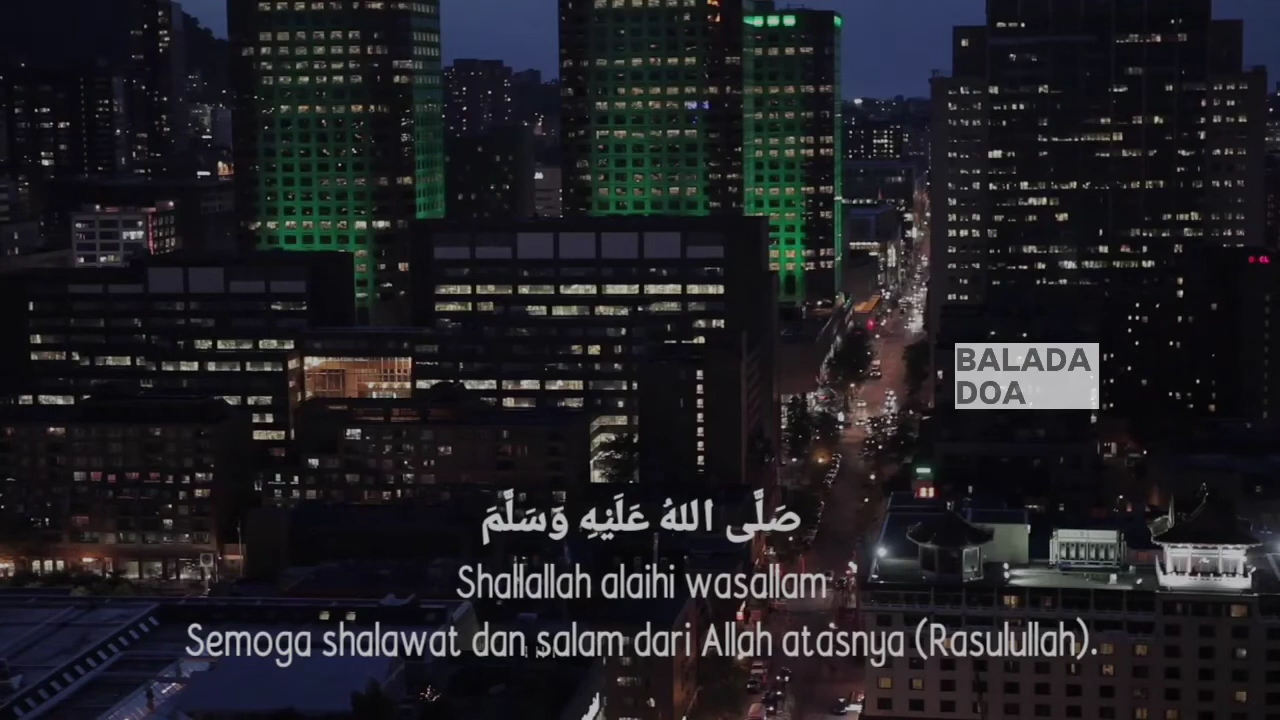 BALADA
DOA
صَلَّى اللهُ عَلَيْهِ وَسَلَّمَ
Shallallah alaihi wasallam
Semoga shalawat dan salam dari Allah atasnya (Rasulullah).